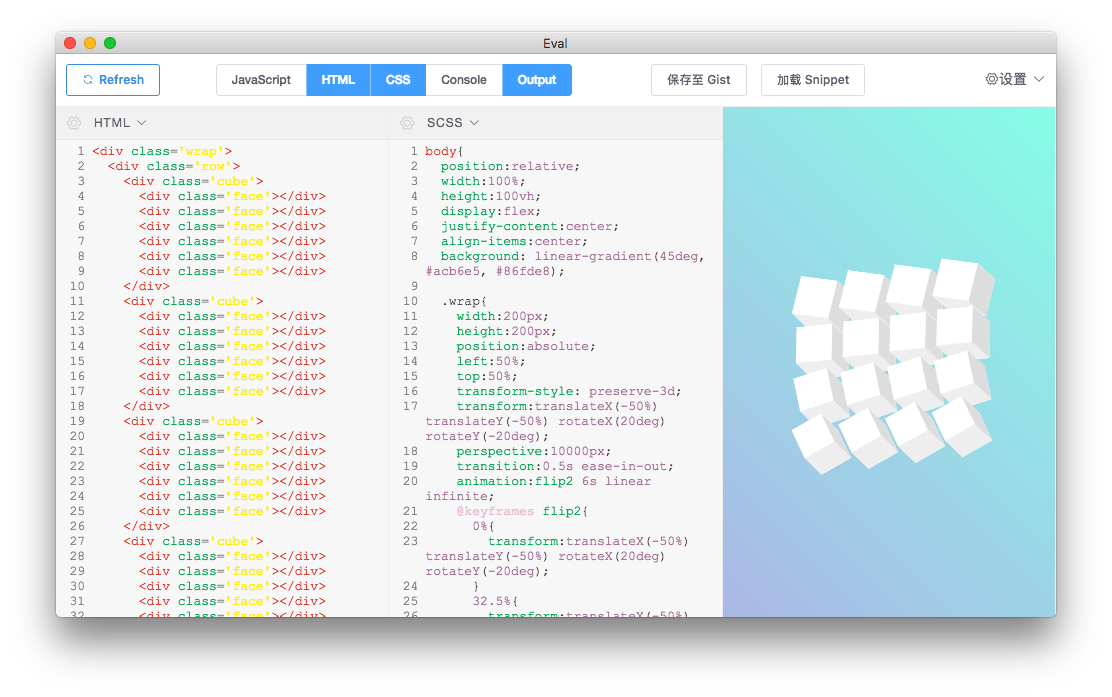 Eval
Refresh
JavaScript HTML CSS Console Output
保存至 Gist
加载 Snippet
设置
HTML
1 <div class='wrap'>
2 <div class='row'>
3 <div class='cube'>
4 <div class='face'></div>
5 <div class='face'></div>
6 <div class='face'></div>
7 <div class='face'></div>
8 <div class='face'></div>
9 <div class='face'></div>
10 </div>
11 <div class='cube'>
12 <div class='face'></div>
13 <div class='face'></div>
14 <div class='face'></div>
15 <div class='face'></div>
16 <div class='face'></div>
17 <div class='face'></div>
18 </div>
19 <div class='cube'>
20 <div class='face'></div>
21 <div class='face'></div>
22 <div class='face'></div>
23 <div class='face'></div>
24 <div class='face'></div>
25 <div class='face'></div>
26 </div>
27 <div class='cube'>
28 <div class='face'></div>
29 <div class='face'></div>
30 <div class='face'></div>
31 <div class='face'></div>
32 <div class='face'></div>
SCSS
1 body{
2 position:relative;
3 width:100%;
4 height:100vh;
5 display:flex;
6 justify-content:center;
7 align-items:center;
8 background: linear-gradient(45deg,
#acb6e5, #86fde8);
9
10 .wrap{
11 width:200px;
12 height:200px;
13 position:absolute;
14 left:50%;
15 top:50%;
16 transform-style: preserve-3d;
17 transform:translateX(-50%)
translateY(-50%) rotateX(20deg)
rotateY(-20deg);
18 perspective:10000px;
19 transition:0.5s ease-in-out;
20 animation:flip2 6s linear
infinite;
21 @keyframes flip2{
22 0%{
23 transform:translateX(-50%)
translateY(-50%) rotateX(20deg)
rotateY(-20deg);
24 }
25 32.5%{
26 transform:translateX(-50%)